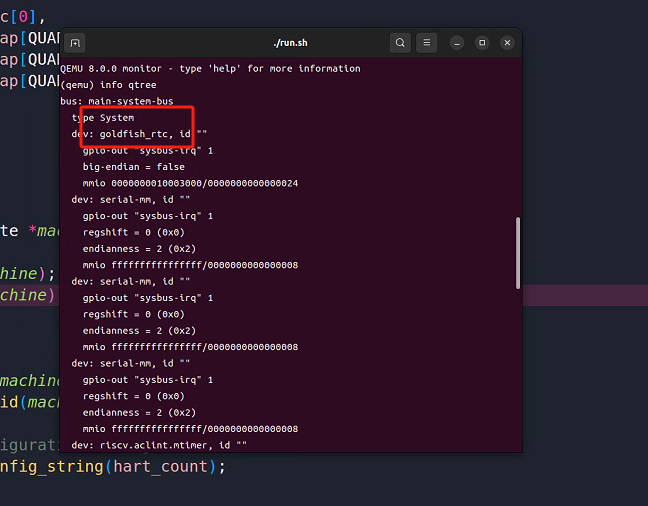 c[0],
ap[QUA
ap[QUA
ap[QUA
te *ma
hine);
chine)
machin
id(mac
igurat
nfig_string(hart_count);
./run.sh
QEMU 8.0.0 monitor - type 'help' for more information
(qemu) info qtree
bus: main-system-bus
type System
dev: goldfish_rtc, id ""
gpio-out "sysbus-irq" 1
big-endian = false
mmio 0000000010003000/0000000000000024
dev: serial-mm, id ""
gpio-out "sysbus-irq" 1
regshift = 0 (0x0)
endianness = 2 (0x2)
mmio ffffffffffffffff/0000000000000008
dev: serial-mm, id ""
gpio-out "sysbus-irq" 1
regshift = 0 (0x0)
endianness = 2 (0x2)
mmio ffffffffffffffff/0000000000000008
dev: serial-mm, id ""
gpio-out "sysbus-irq" 1
regshift = 0 (0x0)
endianness = 2 (0x2)
mmio ffffffffffffffff/0000000000000008
dev: riscv.aclint.mtimer, id ""